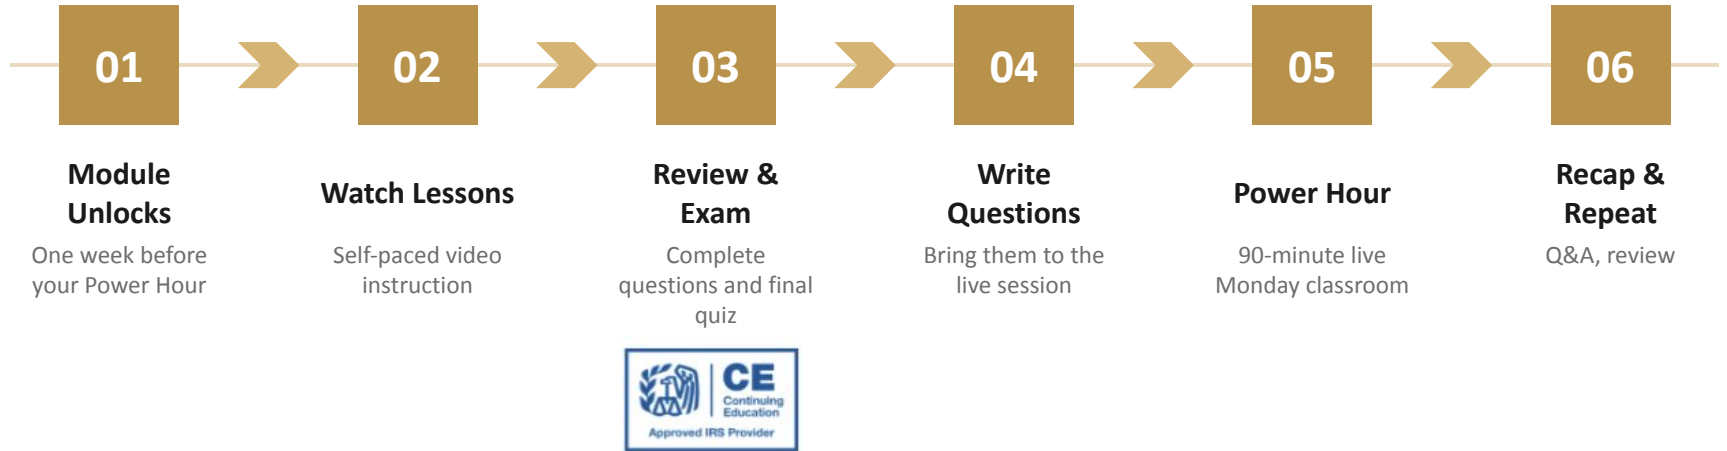 01
02
03
04
05
06
Module
Unlocks
One week before
your Power Hour
Watch Lessons
Self-paced video
instruction
Review &
Exam
Complete
questions and final
quiz
CE
Continuing
Education
Approved IRS Provider
Write
Questions
Bring them to the
live session
Power Hour
90-minute live
Monday classroom
Recap &
Repeat
Q&A, review